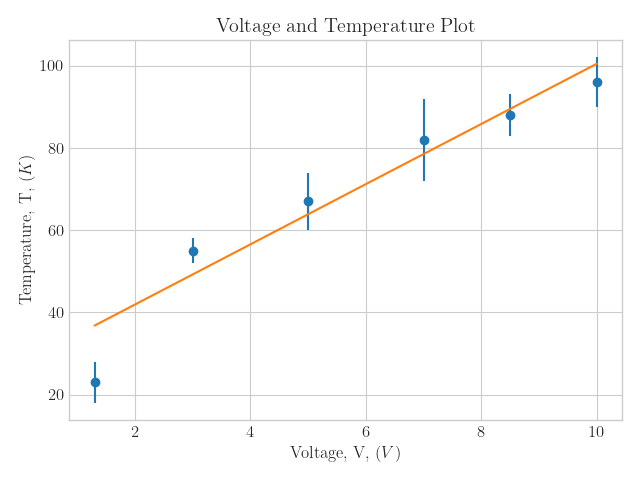 Voltage and Temperature Plot
100
80
60
40
20
Temperature, T, (K)
2 4 6 8 10
Voltage, V, (V)